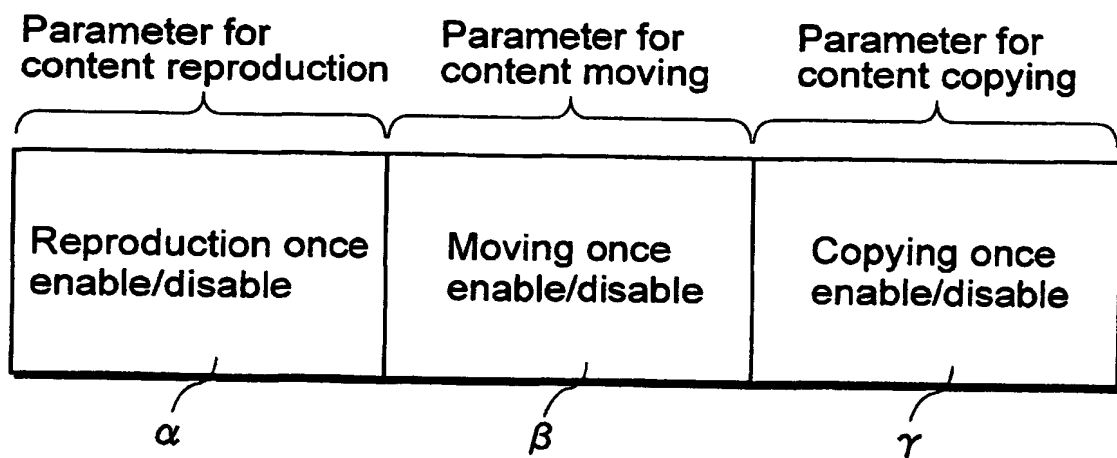 Parameter for
content reproduction
Parameter for
content moving
Parameter for
content copying
Reproduction once
enable/disable
Moving once
enable/disable
Copying once
enable/disable
α
β
γ